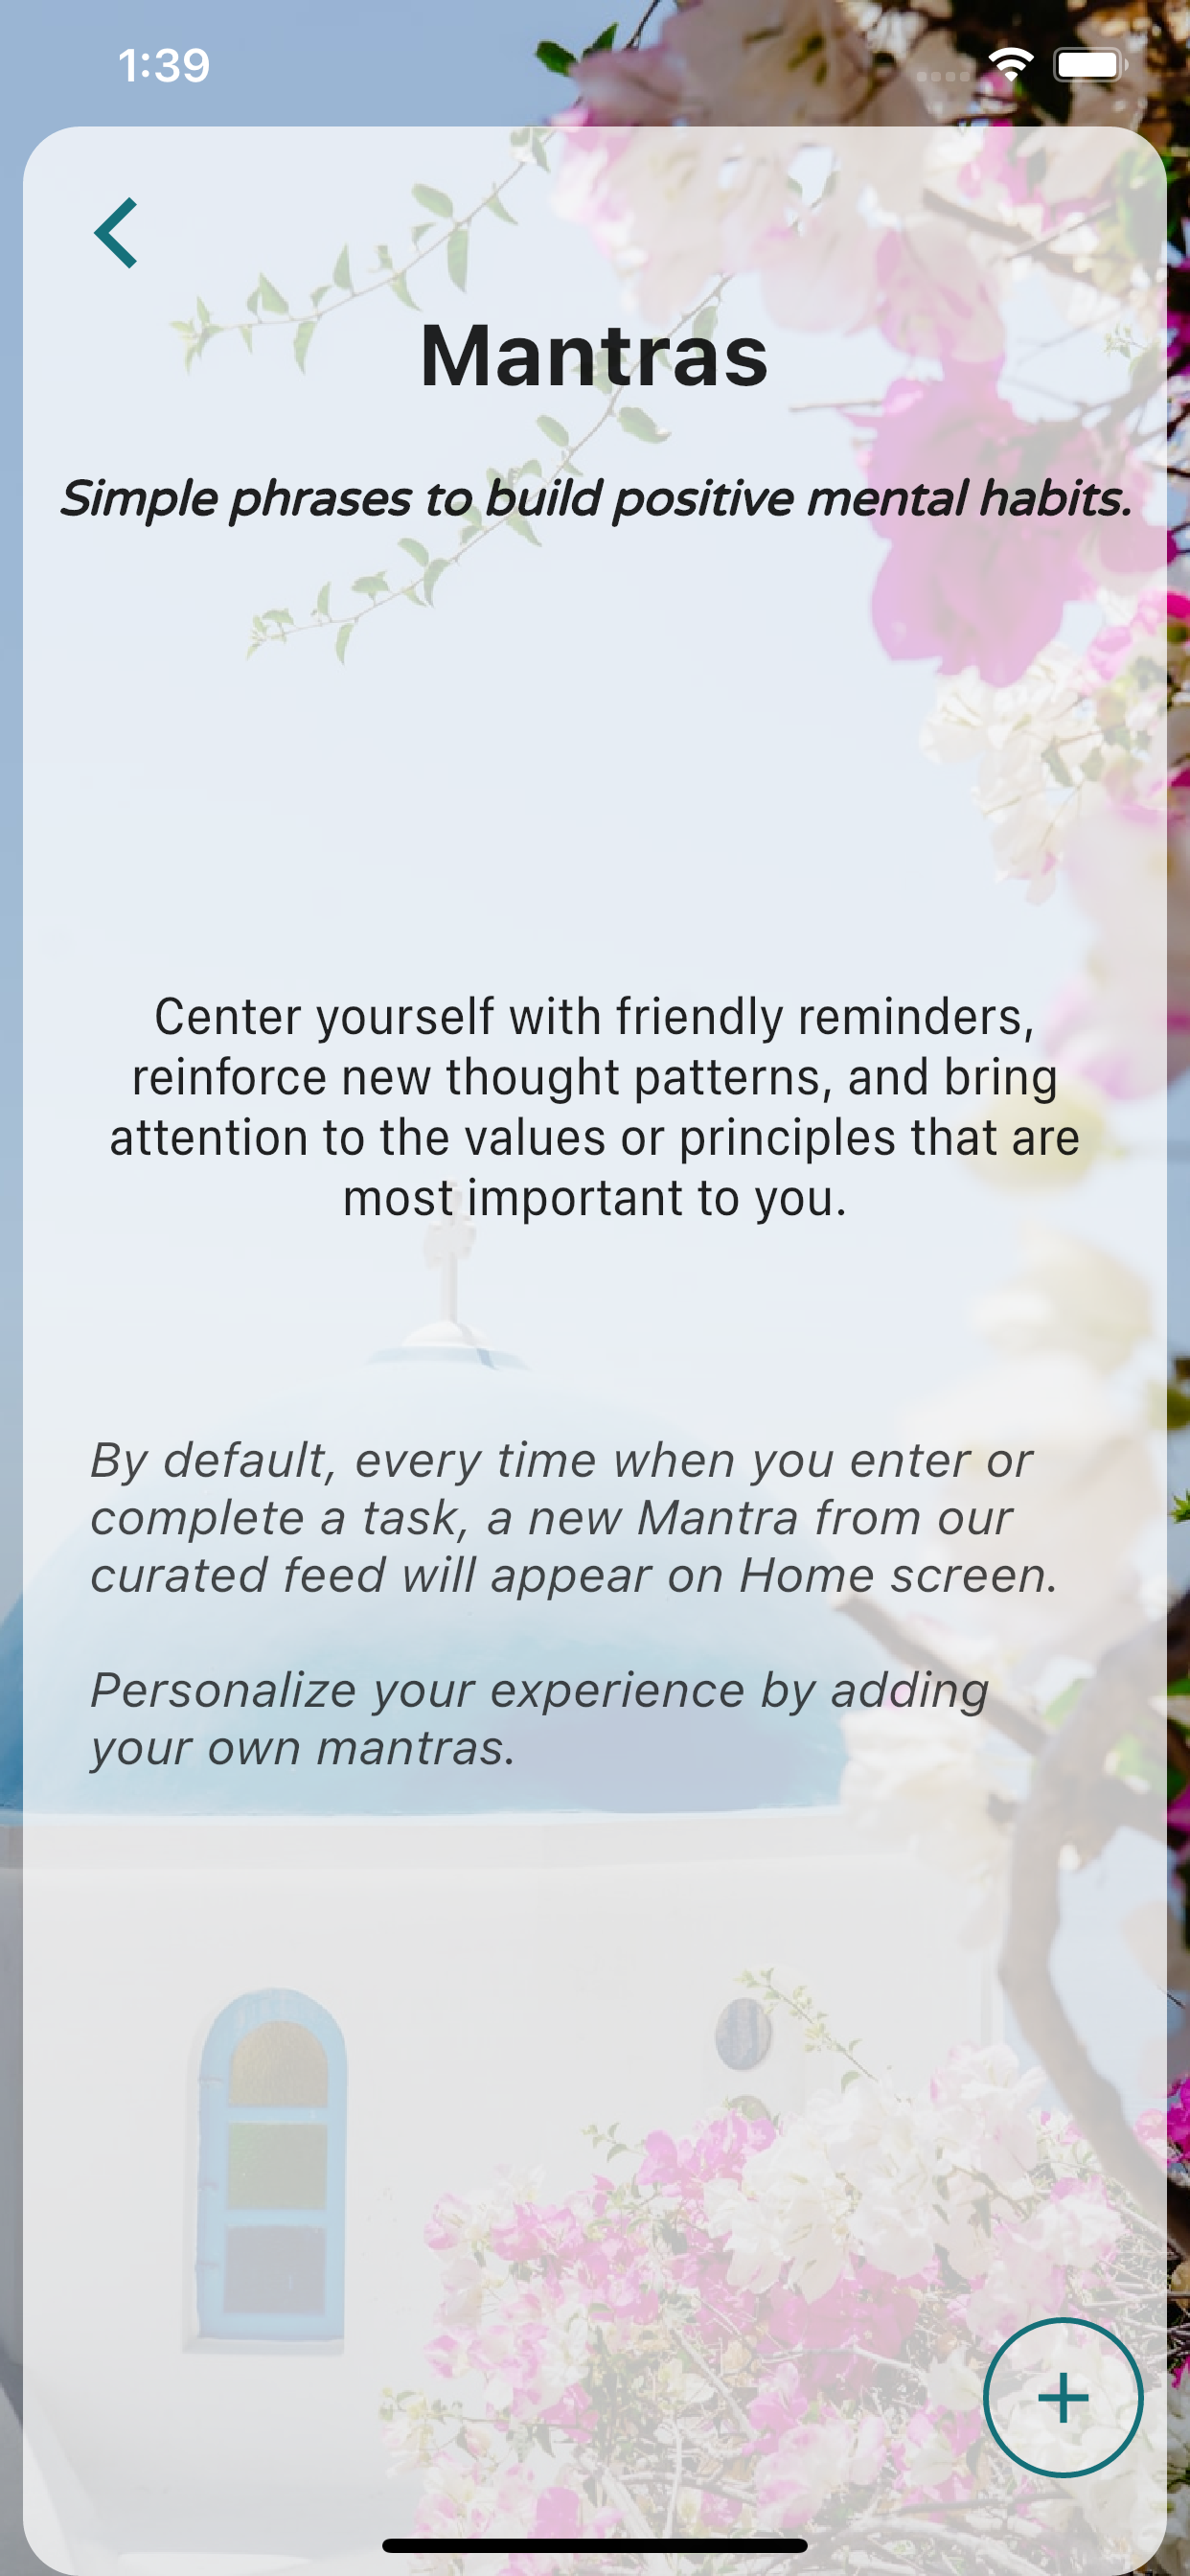 1:39
Mantras
Simple phrases to build positive mental habits.
Center yourself with friendly reminders,
reinforce new thought patterns, and bring
attention to the values or principles that are
most important to you.
By default, every time when you enter or
complete a task, a new Mantra from our
curated feed will appear on Home screen.
Personalize your experience by adding
your own mantras.